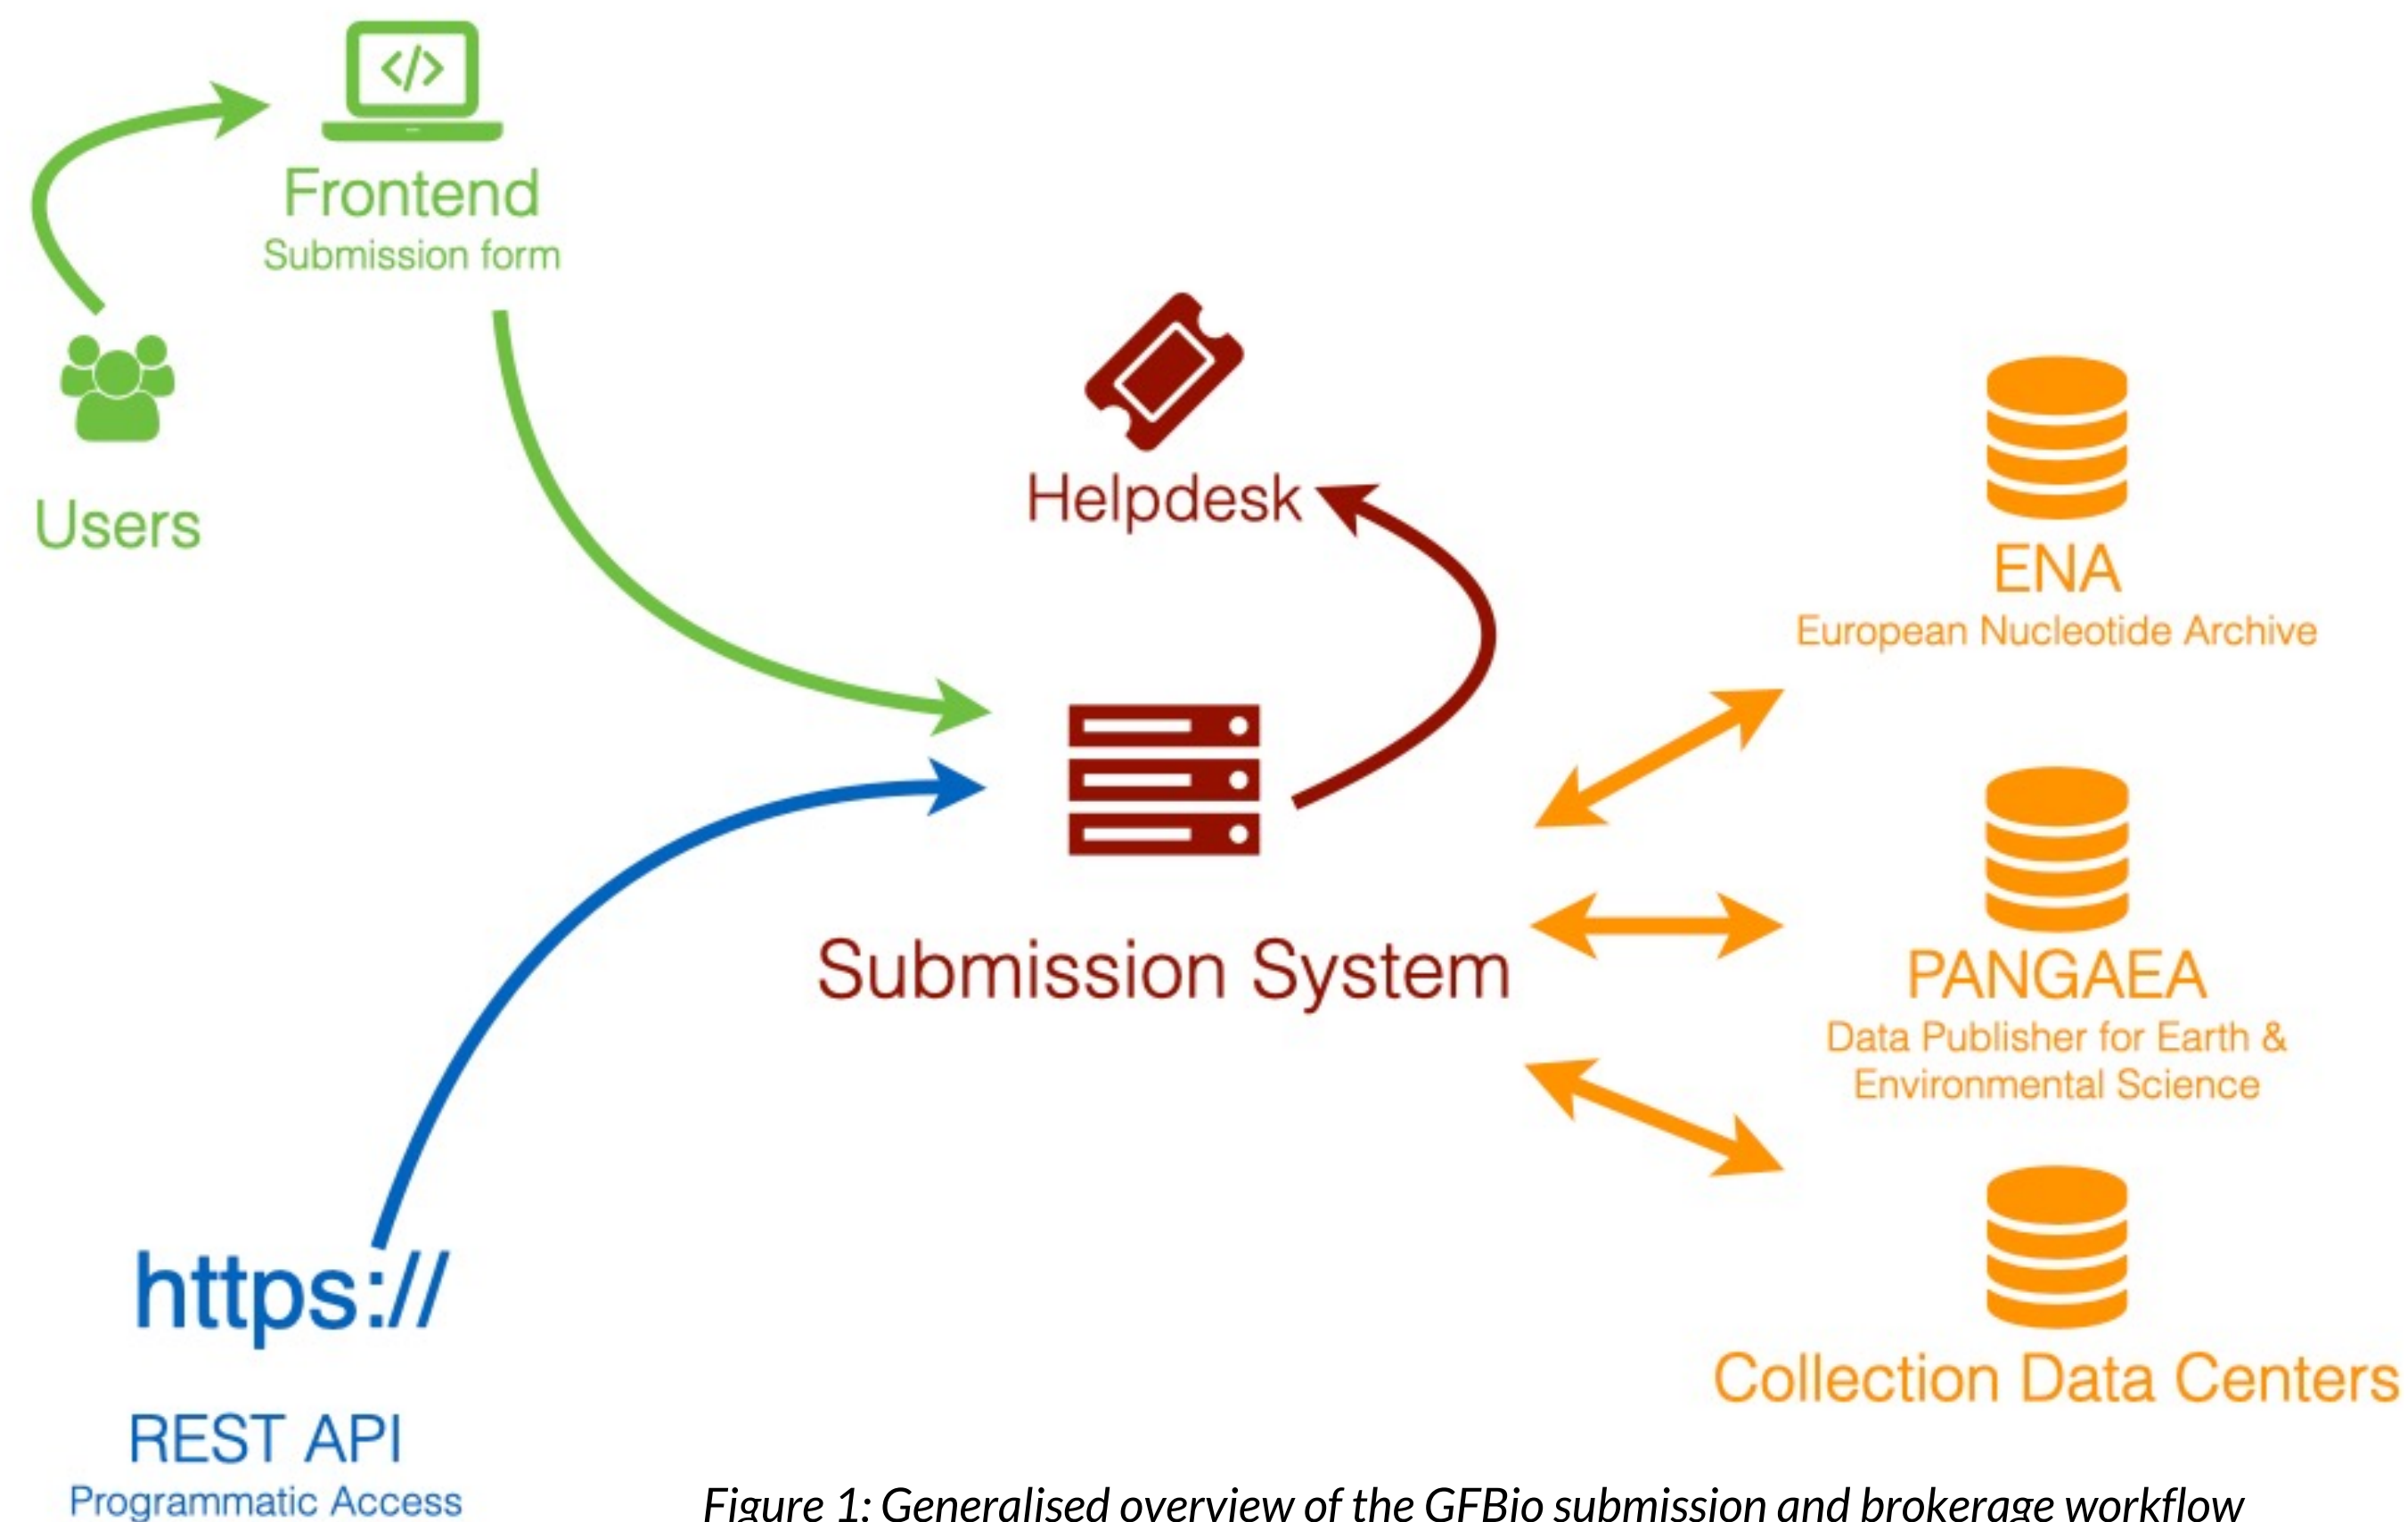 </>
Frontend
Submission form
Users
Helpdesk
ENA
European Nucleotide Archive
Submission System
PANGAEA
Data Publisher for Earth &
Environmental Science
https://
REST API
Programmatic Access
Collection Data Centers
Figure 1: Generalised overview of the GFBio submission and brokerage workflow